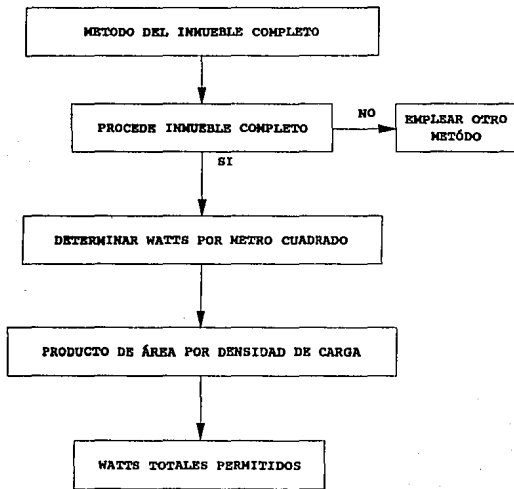 METODO DEL INMUEBLE COMPLETO
PROCEDE INMUEBLE COMPLETO
NO
EMPLEAR OTRO
METÓDO
SI
DETERMINAR WATTS POR METRO CUADRADO
PRODUCTO DE ÁREA POR DENSIDAD DE CARGA
WATTS TOTALES PERMITIDOS